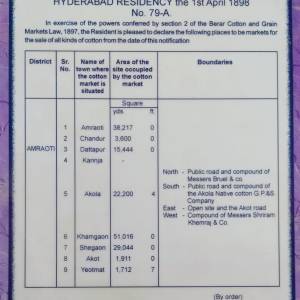 HYDERABAD RESIDENCY the 1st April 1898
No. 79-A.
In exercise of the powers conferred by section 2 of the Berar Cotton and Grain
Markets Law, 1897, the Resident is pleased to declare the following places to be markets for
the sale of all kinds of cotton from the date of this notification
District Sr. No. Name of town where the cotton market is situated Area of the site occupied by the cotton market Boundaries
Square
yds. ft
AMRAOTI
1 Amraoti 38,217 0
2 Chandur 3,600 0
3 Dattapur 15,444 0
4 Karinja - -
5 Akola 22,200 4
North - Public road and compound of
Messers Bruel & co.
South - Public road and compound of
the Akola Native cotton G.P.&S
Company
East - Open site and the Akot road
West - Compound of Messers Shriram
Khemraj & Co.
6 Khamgaon 51,016 0
7 Shegaon 29,044 0
8 Akot 1,911 0
9 Yeotmal 1,712 7
(By order)